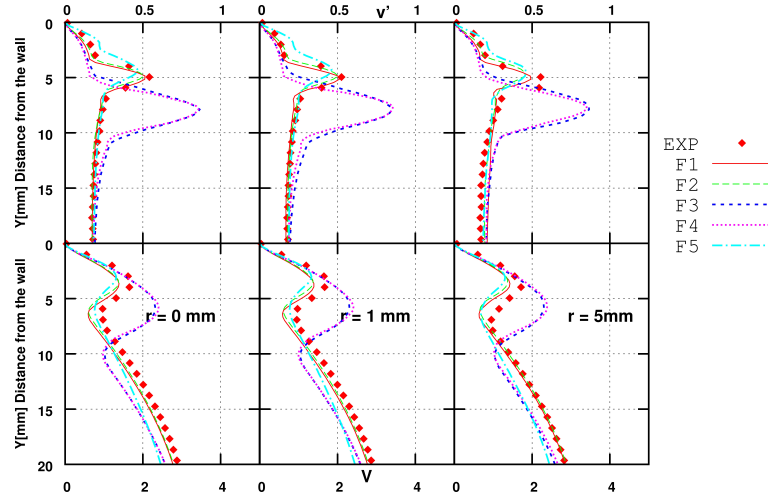 0 0.5 0 v' 0.5 0 0.5 1
0
5
10
15
0
5
10
15
20
Y[mm] Distance from the wall
Y[mm] Distance from the wall
r = 0 mm
r = 1 mm
r = 5mm
0 2 4 0 2 V 4 0 2 4
EXP
F1
F2
F3
F4
F5